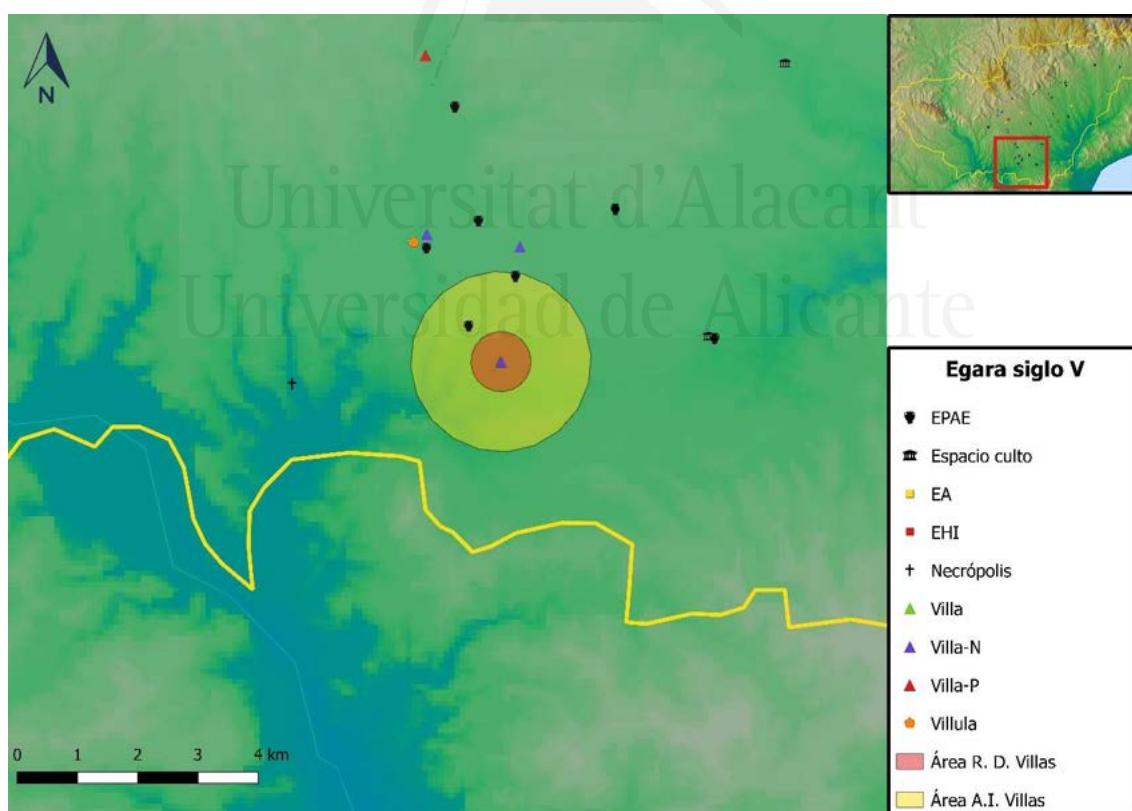 N
Universitat d'Alacant
Universidad de Alicante
0 1 2 3 4 km
Egara siglo V
EPAE
Espacio culto
EA
EHI
Necrópolis
Villa
Villa-N
Villa-P
Villula
Área R. D. Villas
Área A.I. Villas